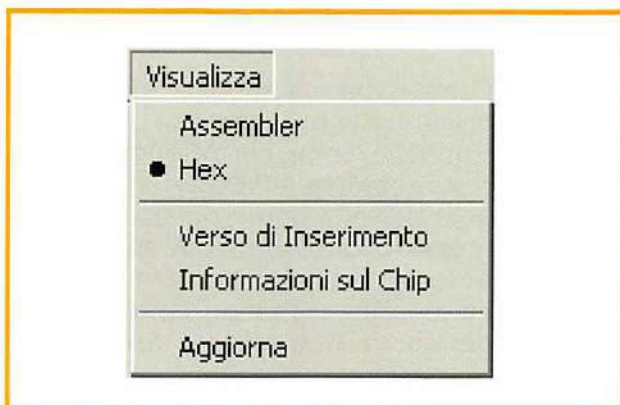 Visualizza
Assembler
Hex
Verso di Inserimento
Informazioni sul Chip
Aggiorna